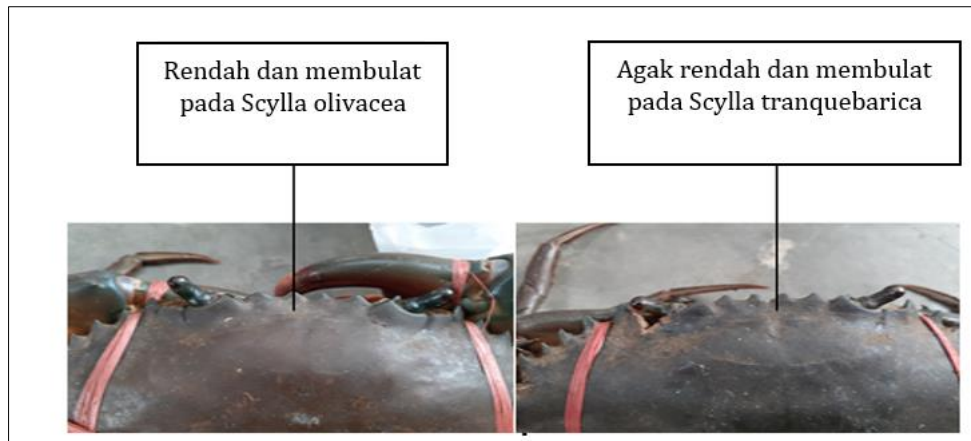 Rendah dan membulat
pada Scylla olivacea
Agak rendah dan membulat
pada Scylla tranquebarica